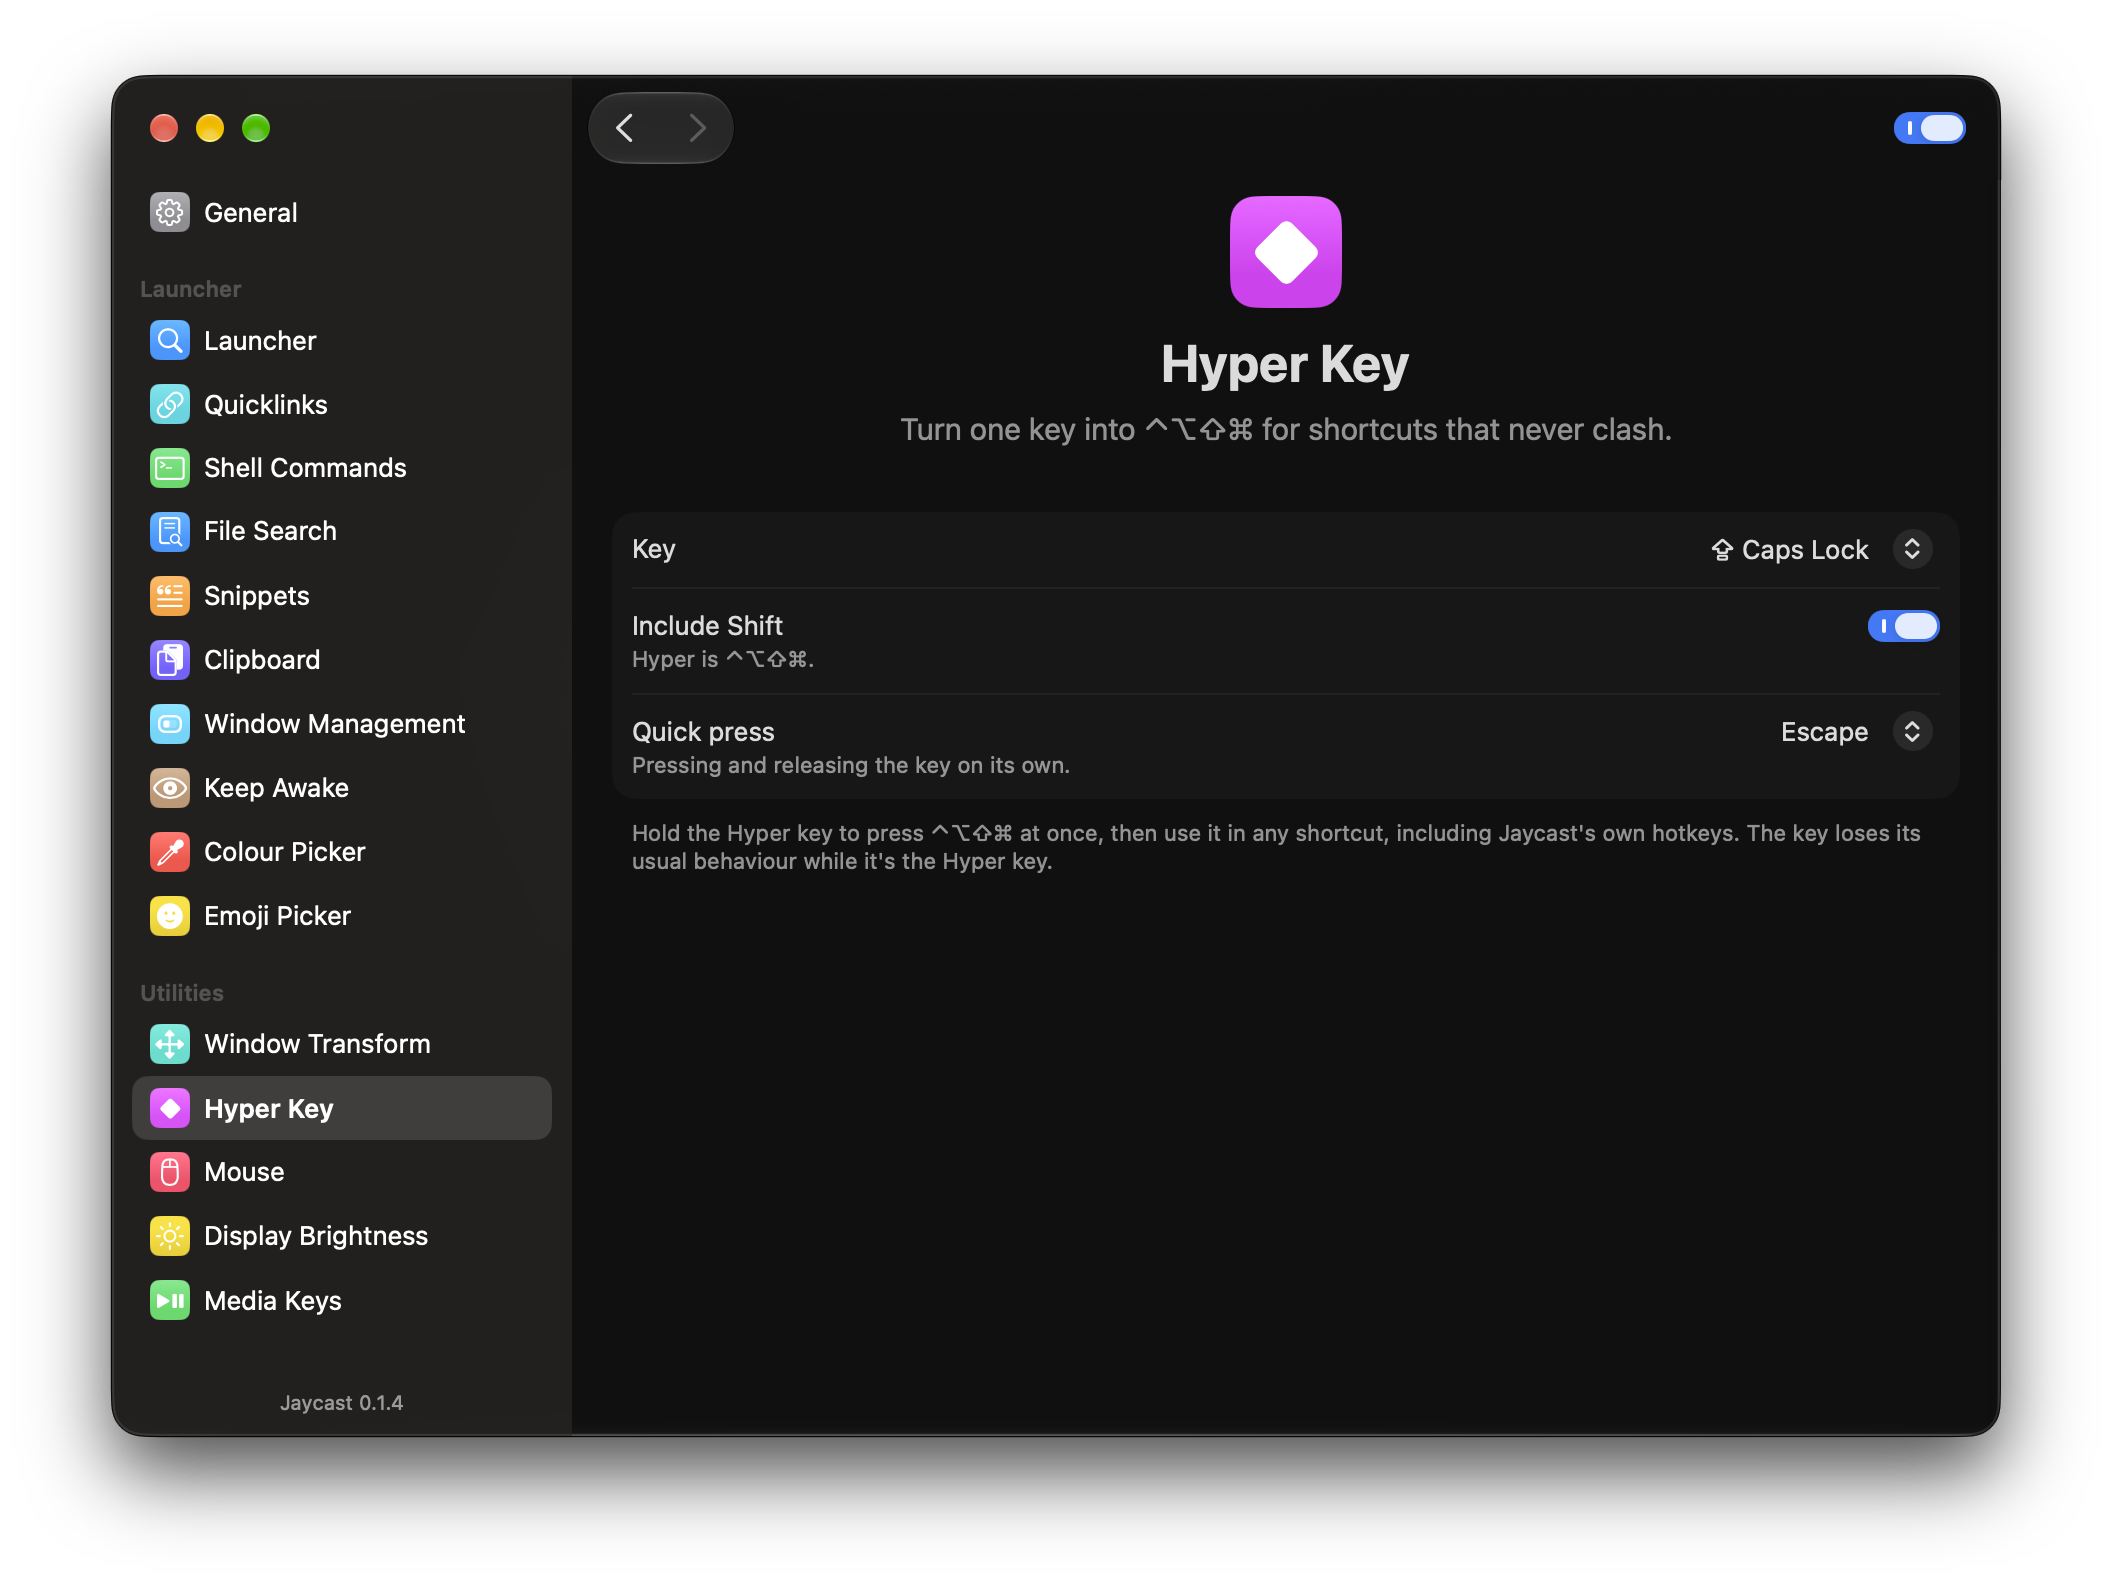 General
Launcher
Launcher
Quicklinks
Shell Commands
File Search
Snippets
Clipboard
Window Management
Keep Awake
Colour Picker
Emoji Picker
Utilities
Window Transform
Hyper Key
Mouse
Display Brightness
Media Keys
Jaycast 0.1.4
Hyper Key
Turn one key into ⌃⌥⇧⌘ for shortcuts that never clash.
Key
⇪ Caps Lock
Include Shift
Hyper is ⌃⌥⇧⌘.
Quick press
Escape
Pressing and releasing the key on its own.
Hold the Hyper key to press ⌃⌥⇧⌘ at once, then use it in any shortcut, including Jaycast's own hotkeys. The key loses its
usual behaviour while it's the Hyper key.